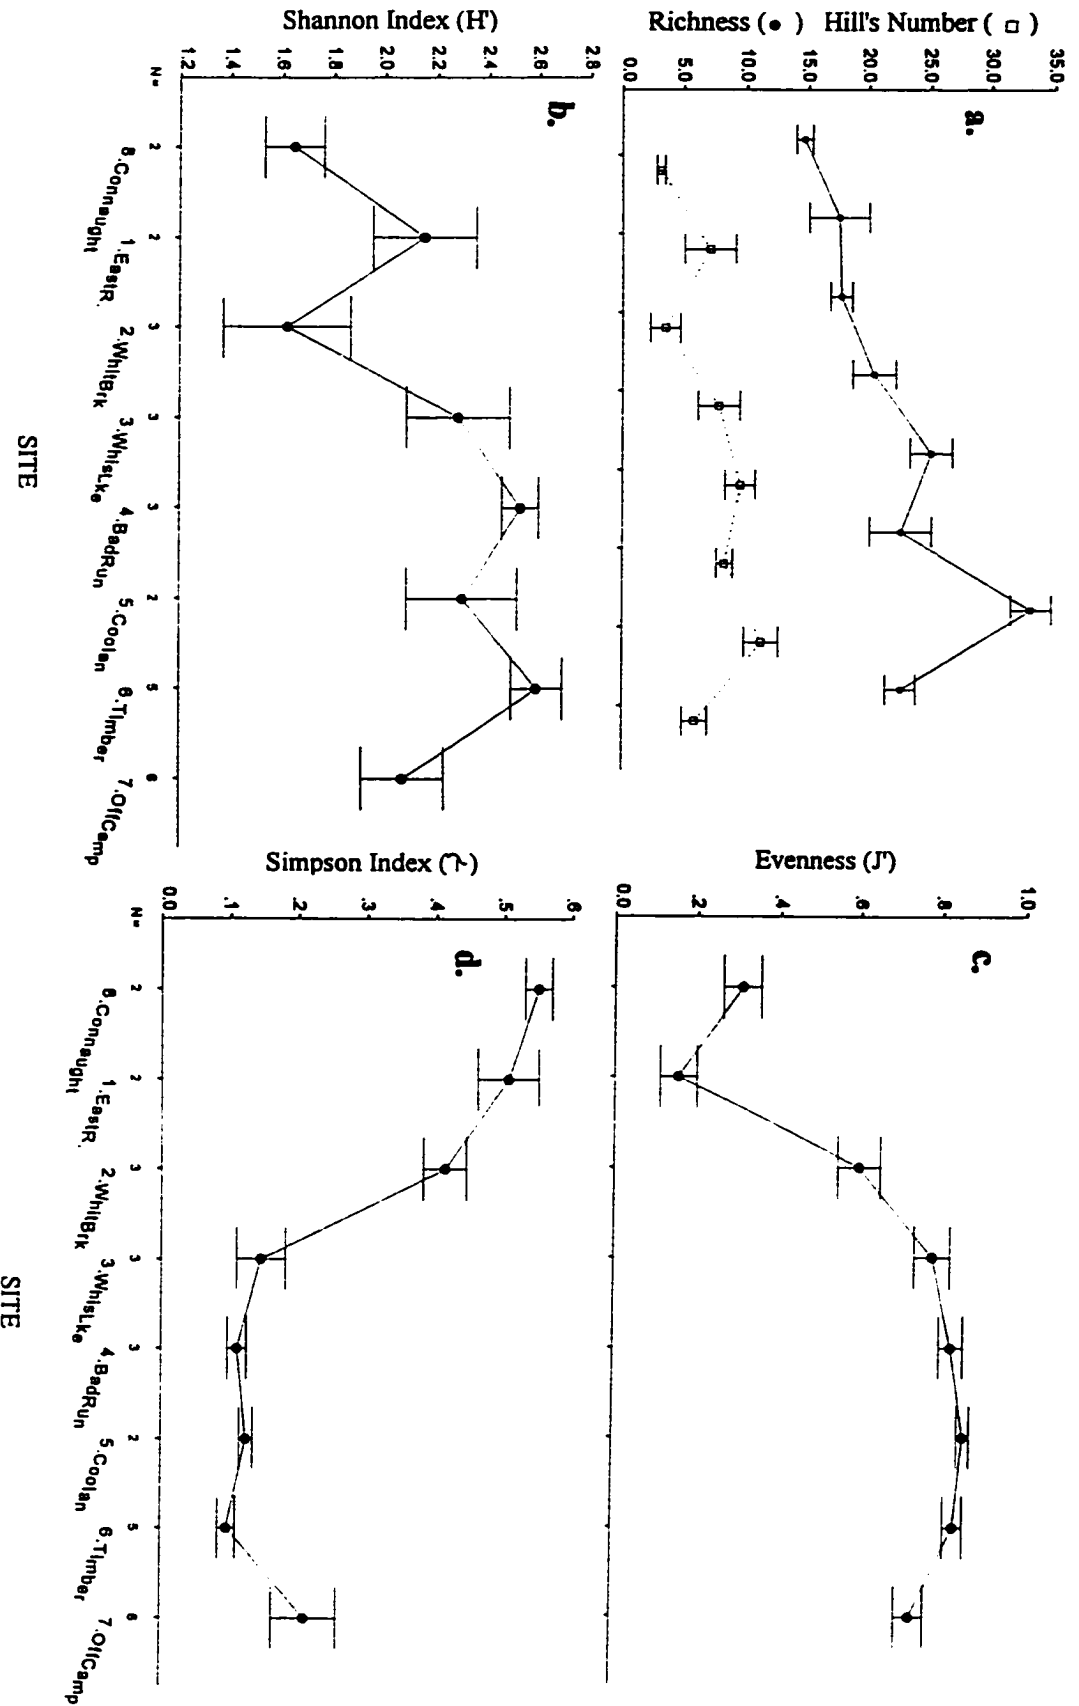 Richness ( ● ) Hill's Number ( □ )
35.0
30.0
25.0
20.0
15.0
10.0
5.0
0.0
a.
Shannon Index (H')
2.8
2.6
2.4
2.2
2.0
1.8
1.6
1.4
1.2
b.
N= 2 2 3 3 3 2 5 6
8.Connaught 1.EastR. 2.WhitBrk 3.WhisLke 4.BadRun 5.Coolan 6.Timber 7.OffCamp
SITE
Evenness (J')
1.0
.8
.6
.4
.2
0.0
c.
Simpson Index (λ)
.6
.5
.4
.3
.2
.1
0.0
d.
N= 2 2 3 3 3 2 5 6
8.Connaught 1.EastR. 2.WhitBrk 3.WhisLke 4.BadRun 5.Coolan 6.Timber 7.OffCamp
SITE